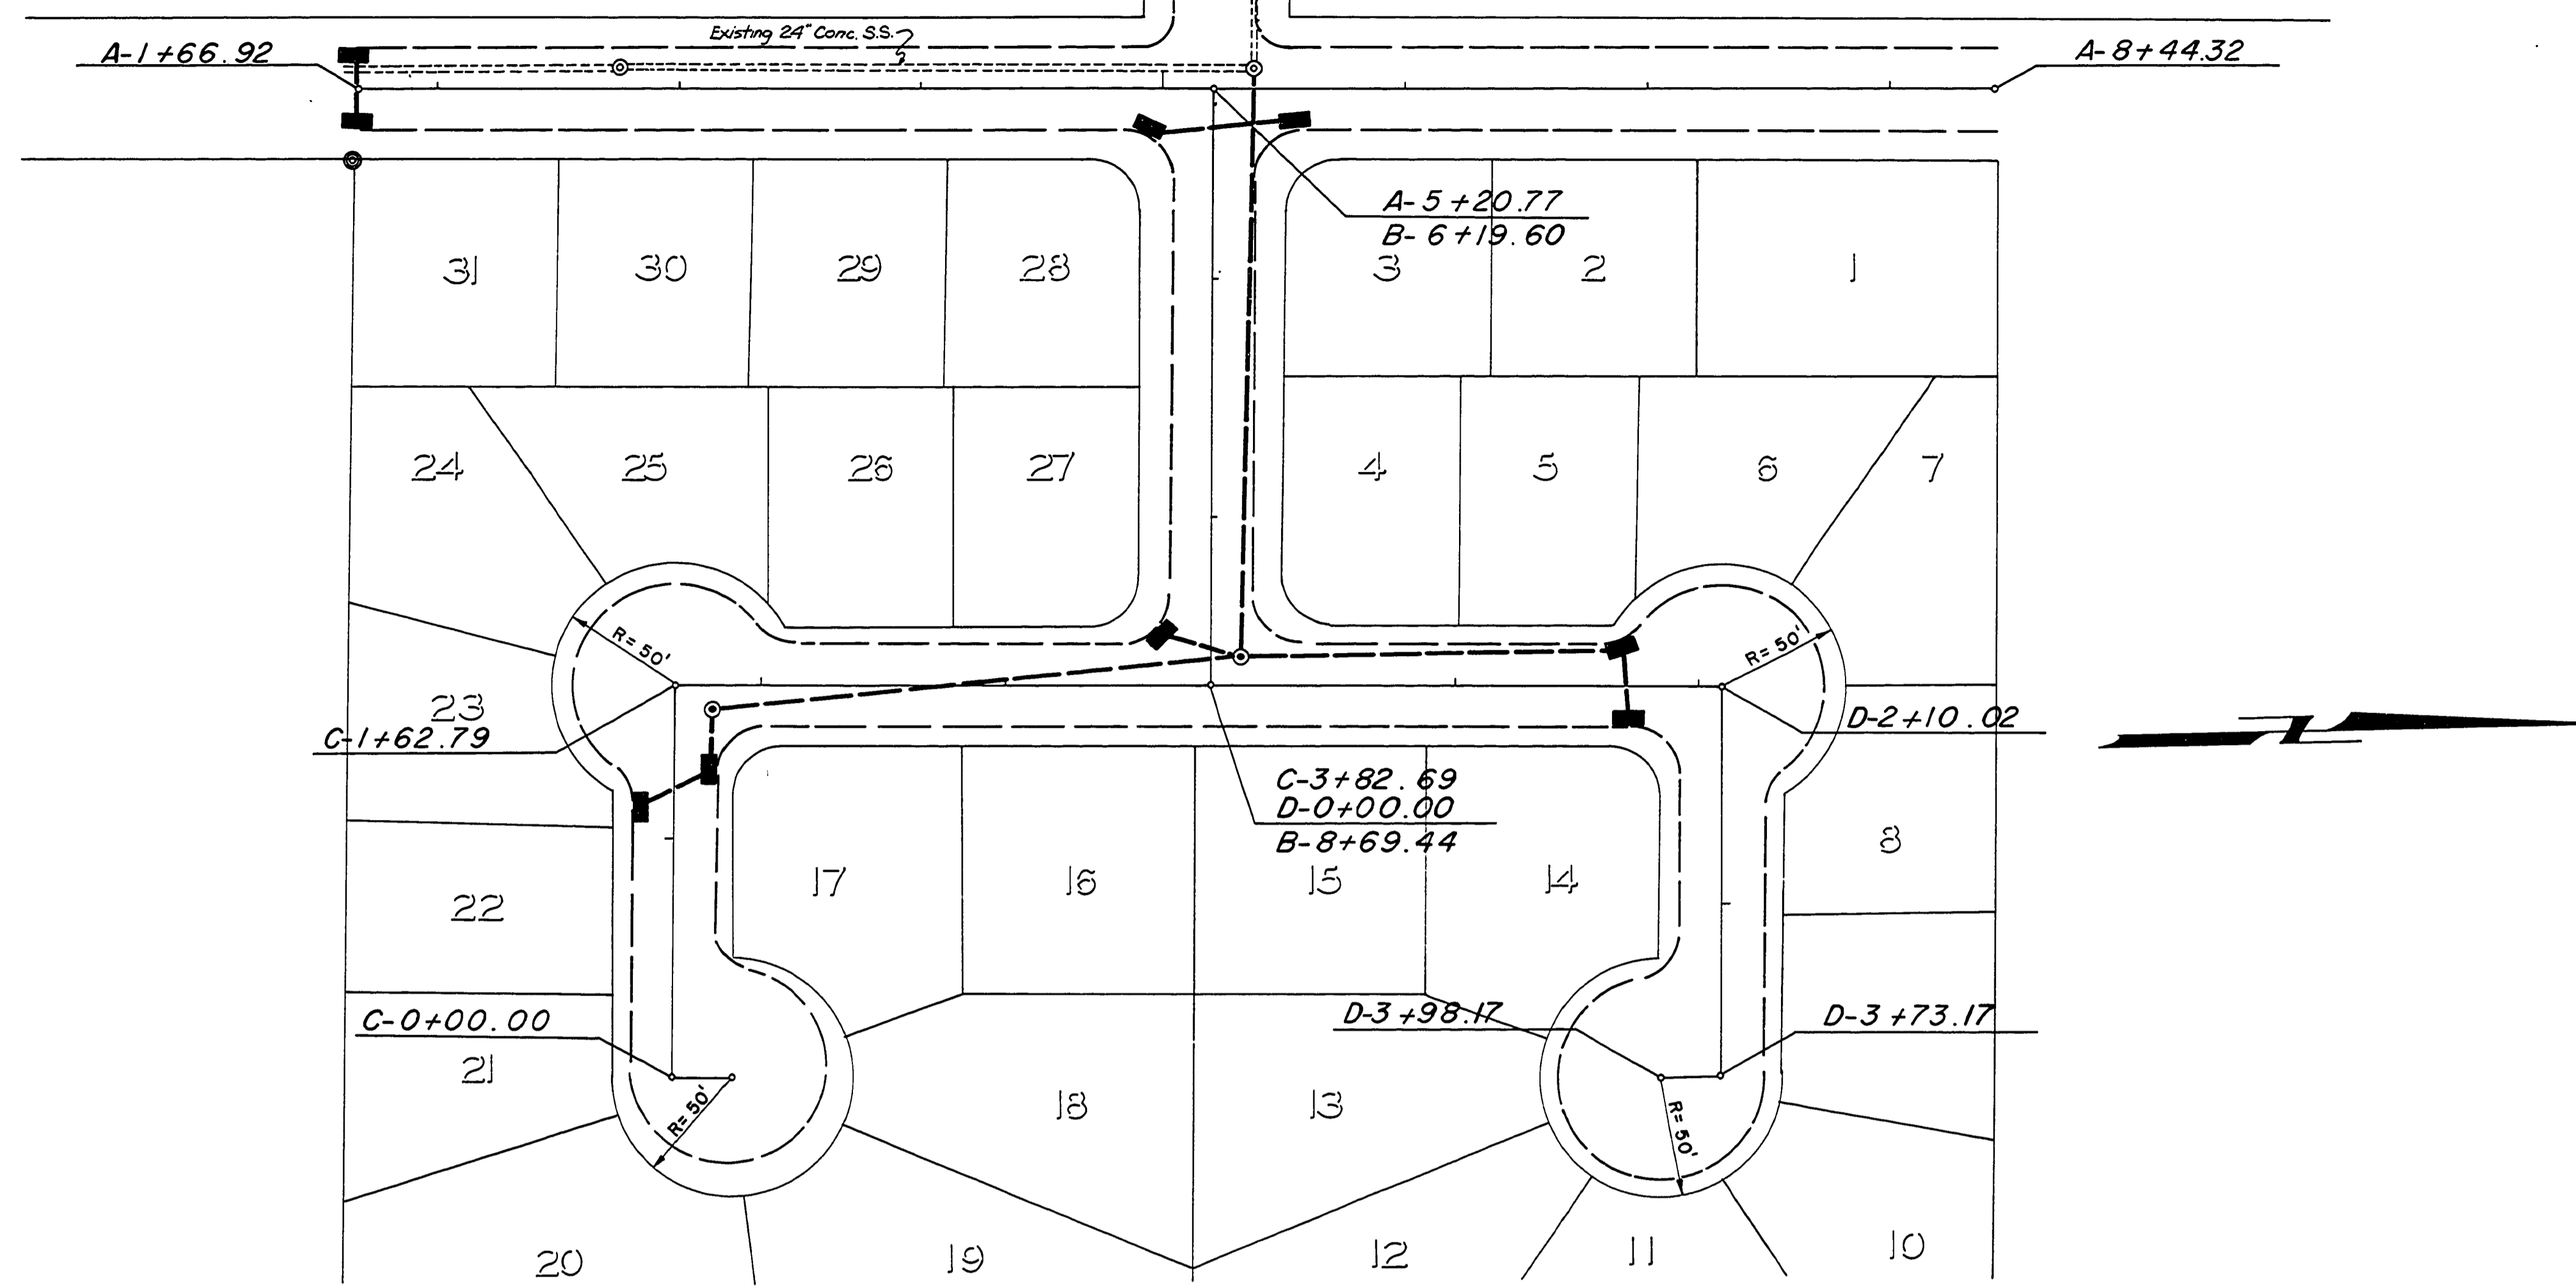 Existing 24" Conc. S.S.
A-1+66.92
A-8+44.32
A-5+20.77
B-6+19.60
31
30
29
28
3
2
1
24
25
26
27
4
5
6
7
R=50'
R=50'
23
C-1+62.79
D-2+10.02
C-3+82.69
D-0+00.00
B-8+69.44
8
17
16
15
14
22
C-0+00.00
D-3+98.17
D-3+73.17
21
18
13
R=50'
R=50'
20
19
12
11
10